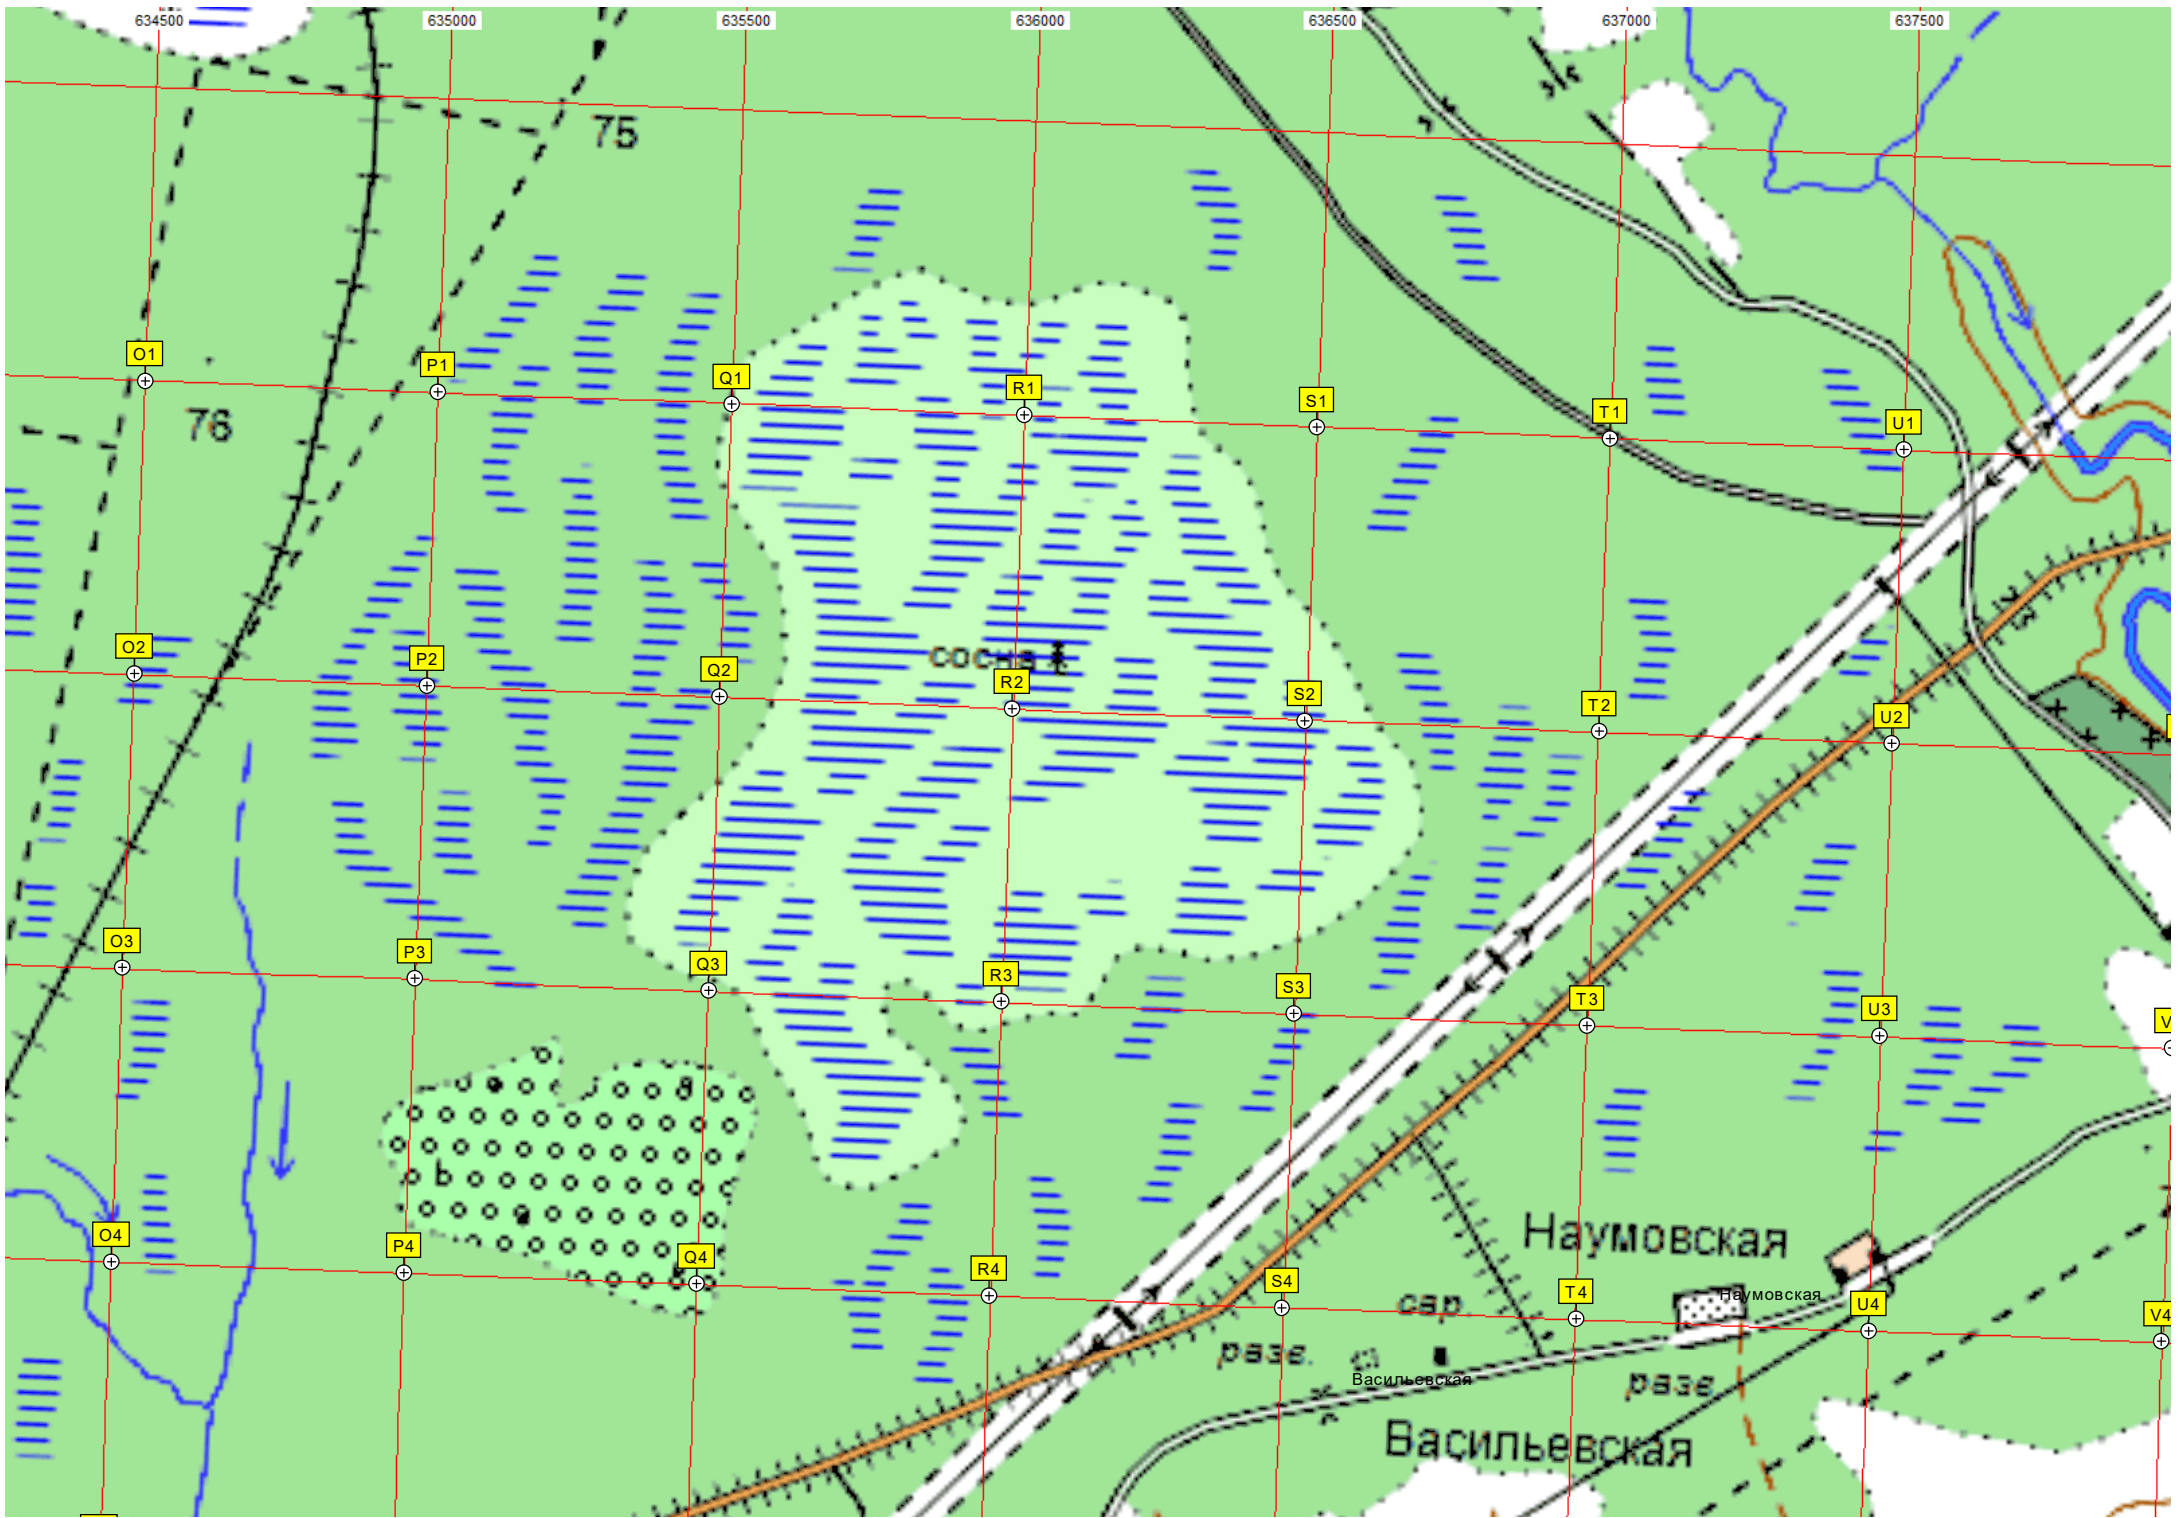 634500 635000 635500 636000 636500 637000 637500
75
O1 P1 Q1 R1 S1 T1 U1
76
O2 P2 Q2 R2 S2 T2 U2
сосна
O3 P3 Q3 R3 S3 T3 U3 V
b
Наумовская
O4 P4 Q4 R4 S4 T4 U4 V4
Наумовская
сар.
разв.
Васильевская
разв.
Васильевская